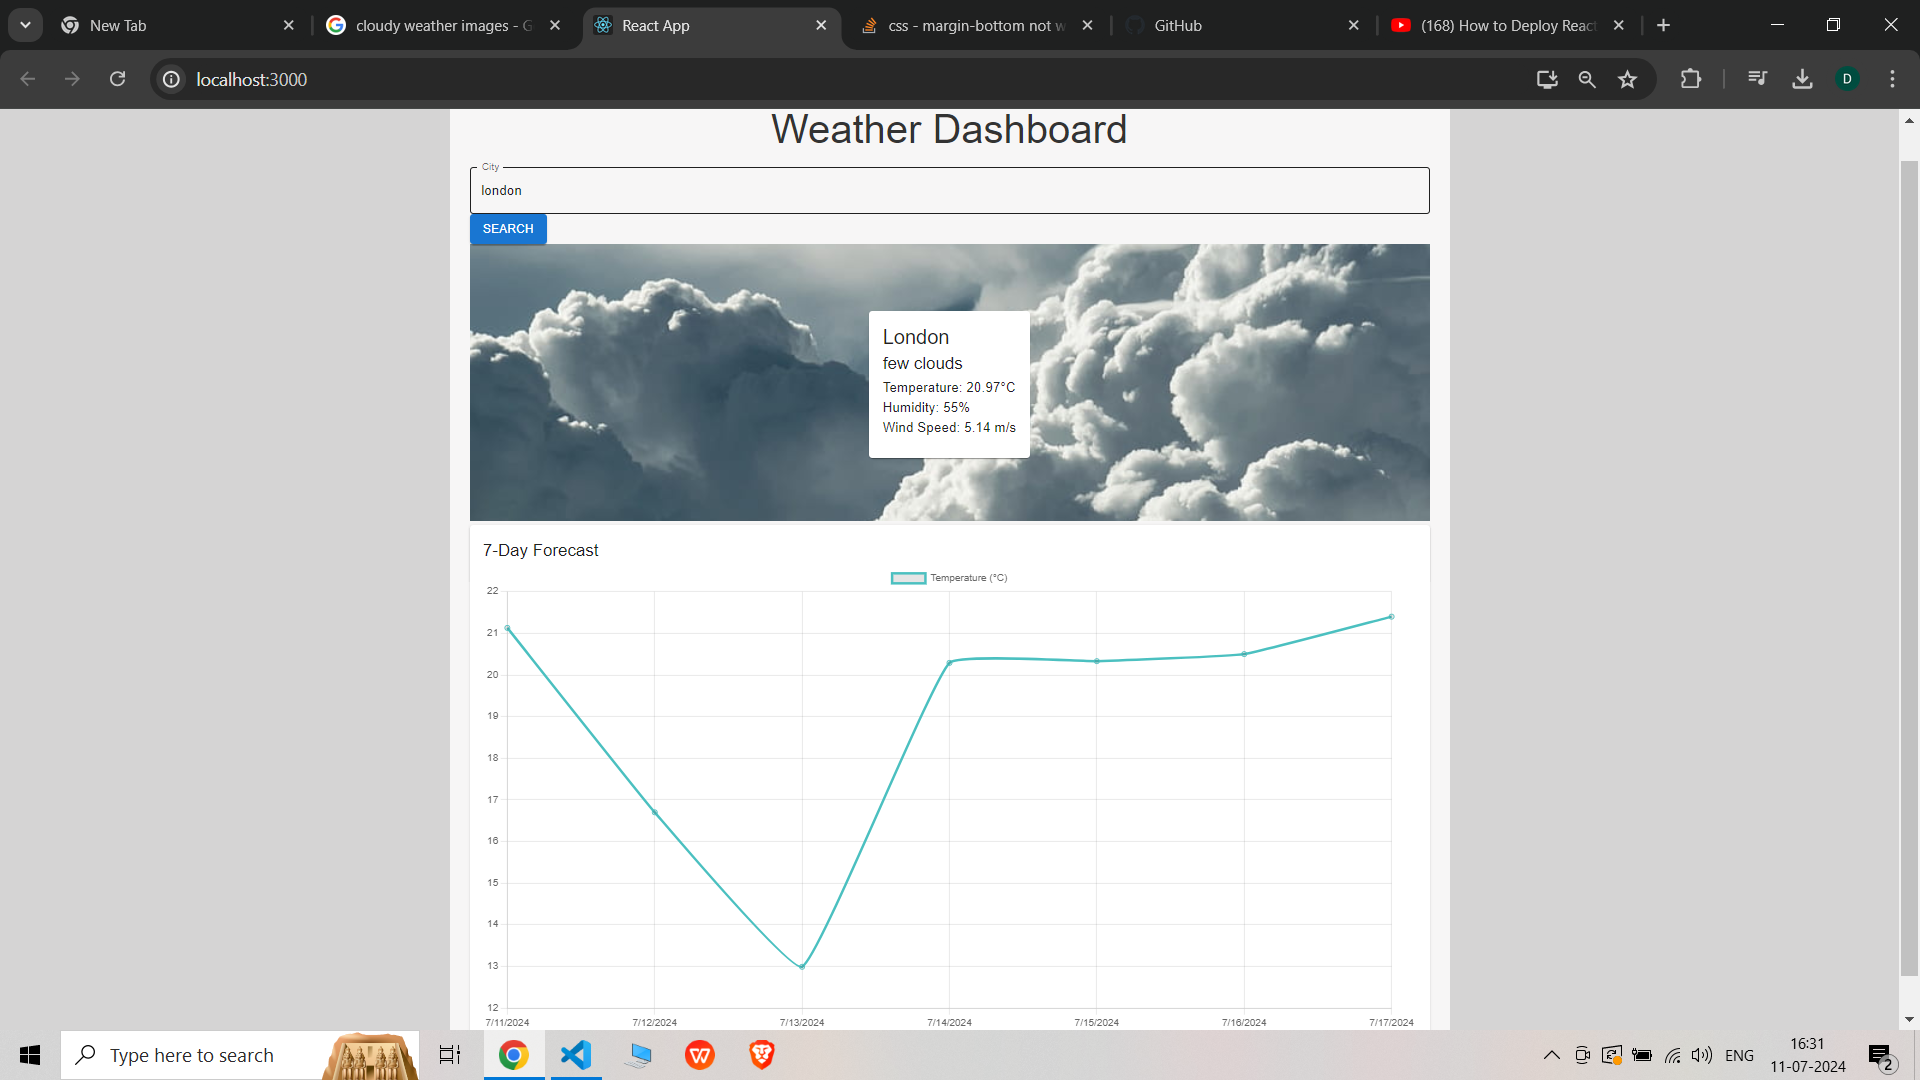 New Tab
cloudy weather images - G
React App
css - margin-bottom not w
GitHub
(168) How to Deploy React
localhost:3000
D
Weather Dashboard
City
london
SEARCH
London
few clouds
Temperature: 20.97°C
Humidity: 55%
Wind Speed: 5.14 m/s
7-Day Forecast
Temperature (°C)
22
21
20
19
18
17
16
15
14
13
12
7/11/2024 7/12/2024 7/13/2024 7/14/2024 7/15/2024 7/16/2024 7/17/2024
Type here to search
W
ENG
16:31
11-07-2024
2